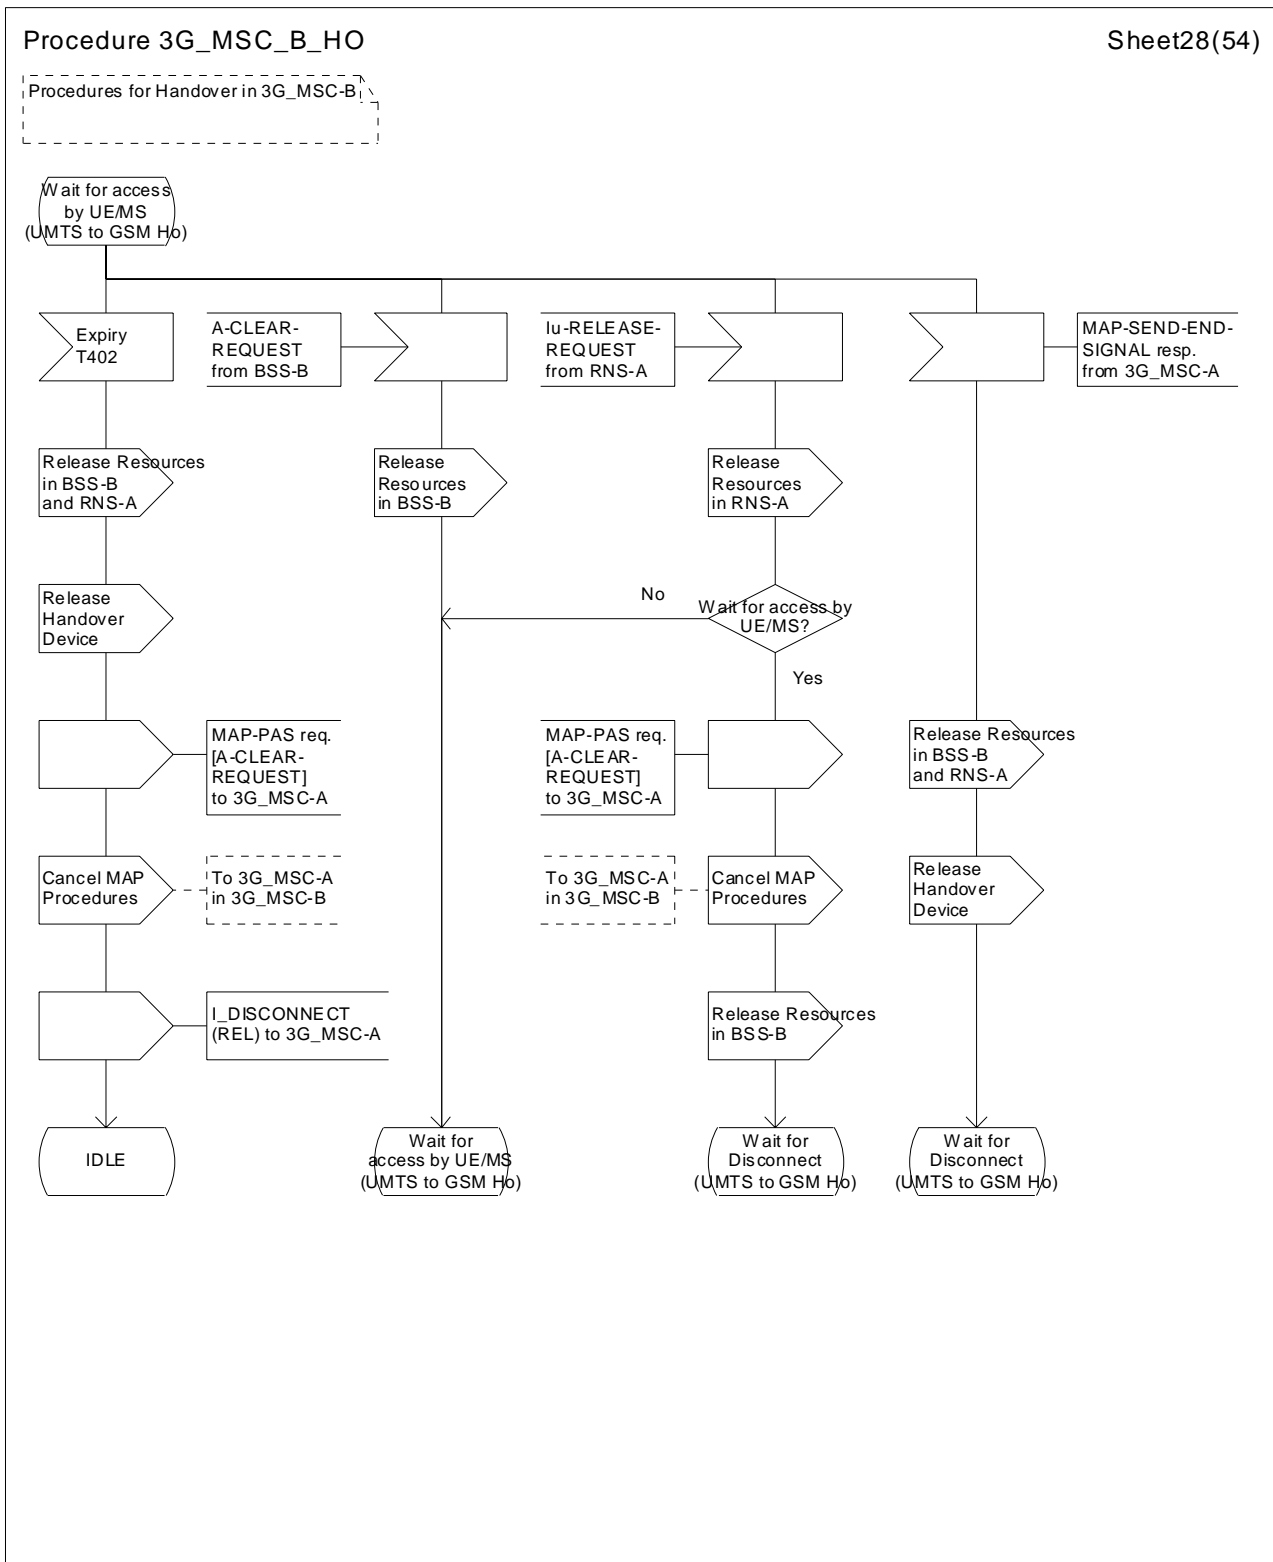 Procedure 3G_MSC_B_HO
Sheet28(54)
Procedures for Handover in 3G_MSC-B
Wait for access
by UE/MS
(UMTS to GSM Ho)
Expiry
T402
A-CLEAR-
REQUEST
from BSS-B
Iu-RELEASE-
REQUEST
from RNS-A
MAP-SEND-END-
SIGNAL resp.
from 3G_MSC-A
Release Resources
in BSS-B
and RNS-A
Release
Resources
in BSS-B
Release
Resources
in RNS-A
Release
Handover
Device
No
Wait for access by
UE/MS?
Yes
MAP-PAS req.
[A-CLEAR-
REQUEST]
to 3G_MSC-A
MAP-PAS req.
[A-CLEAR-
REQUEST]
to 3G_MSC-A
Release Resources
in BSS-B
and RNS-A
Cancel MAP
Procedures
To 3G_MSC-A
in 3G_MSC-B
To 3G_MSC-A
in 3G_MSC-B
Cancel MAP
Procedures
Release
Handover
Device
I_DISCONNECT
(REL) to 3G_MSC-A
Release Resources
in BSS-B
IDLE
Wait for
access by UE/MS
(UMTS to GSM Ho)
Wait for
Disconnect
(UMTS to GSM Ho)
Wait for
Disconnect
(UMTS to GSM Ho)